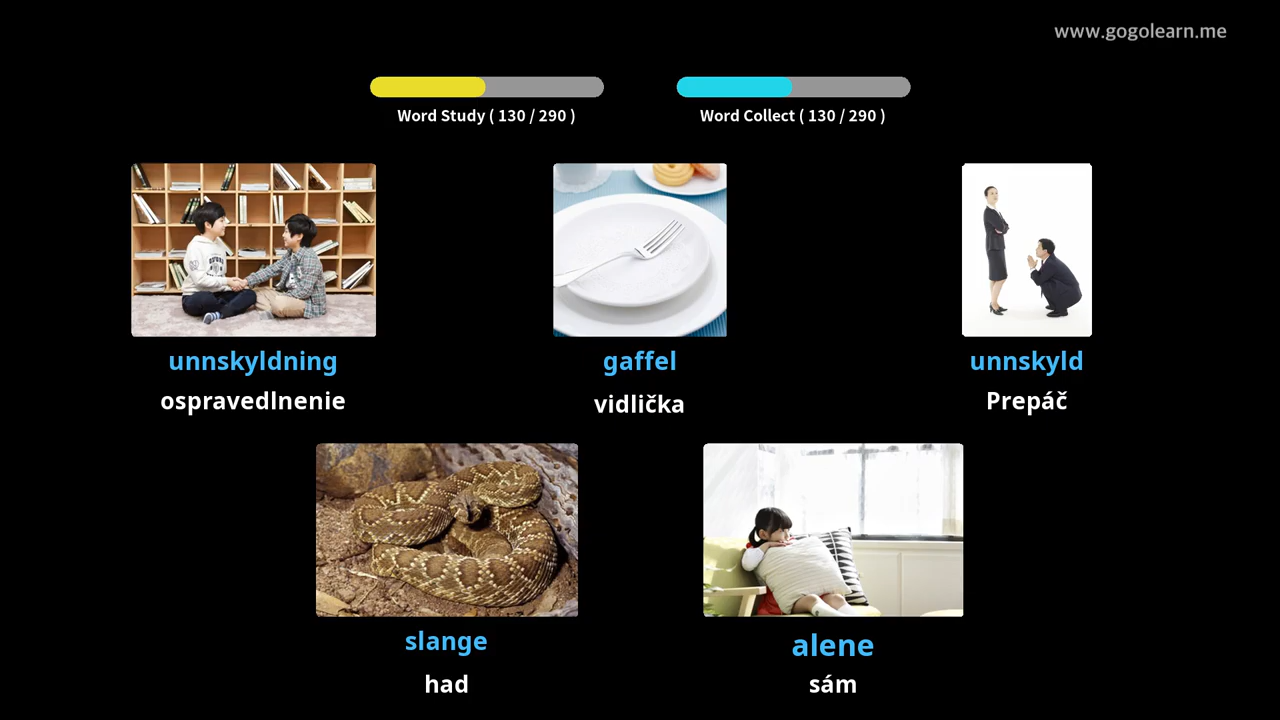 www.gogolearn.me
Word Study ( 130 / 290 )
Word Collect ( 130 / 290 )
unnskyldning
ospravedlnenie
gaffel
vidlička
unnskyld
Prepáč
slange
had
alene
sám